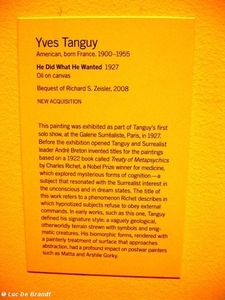 Yves Tanguy
American, born France. 1900–1955
He Did What He Wanted 1927
Oil on canvas
Bequest of Richard S. Zeisler, 2008
NEW ACQUISITION
This painting was exhibited as part of Tanguy's first
solo show, at the Galerie Surréaliste, Paris, in 1927.
Before the exhibition opened Tanguy and Surrealist
leader André Breton invented titles for the paintings
based on a 1922 book called Treaty of Metapsychics
by Charles Richet, a Nobel Prize winner for medicine,
which explored mysterious forms of cognition—a
subject that resonated with the Surrealist interest in
the unconscious and in dream states. The title of
this work refers to a phenomenon Richet describes in
which hypnotized subjects refuse to obey external
commands. In early works, such as this one, Tanguy
defined his signature style: a vaguely geological,
otherworldly terrain strewn with symbols and enig-
matic creatures. His biomorphic forms, rendered with
a painterly treatment of surface that approaches
abstraction, had a profound impact on postwar painters
such as Matta and Arshile Gorky.
© Luc De Brandt